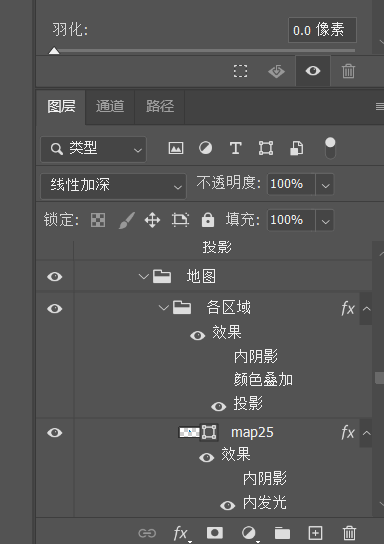 羽化: 0.0 像素
图层 通道 路径
类型
线性加深 不透明度: 100%
锁定: 填充: 100%
投影
地图
各区域 fx
效果
内阴影
颜色叠加
投影
map25 fx
效果
内阴影
内发光
fx